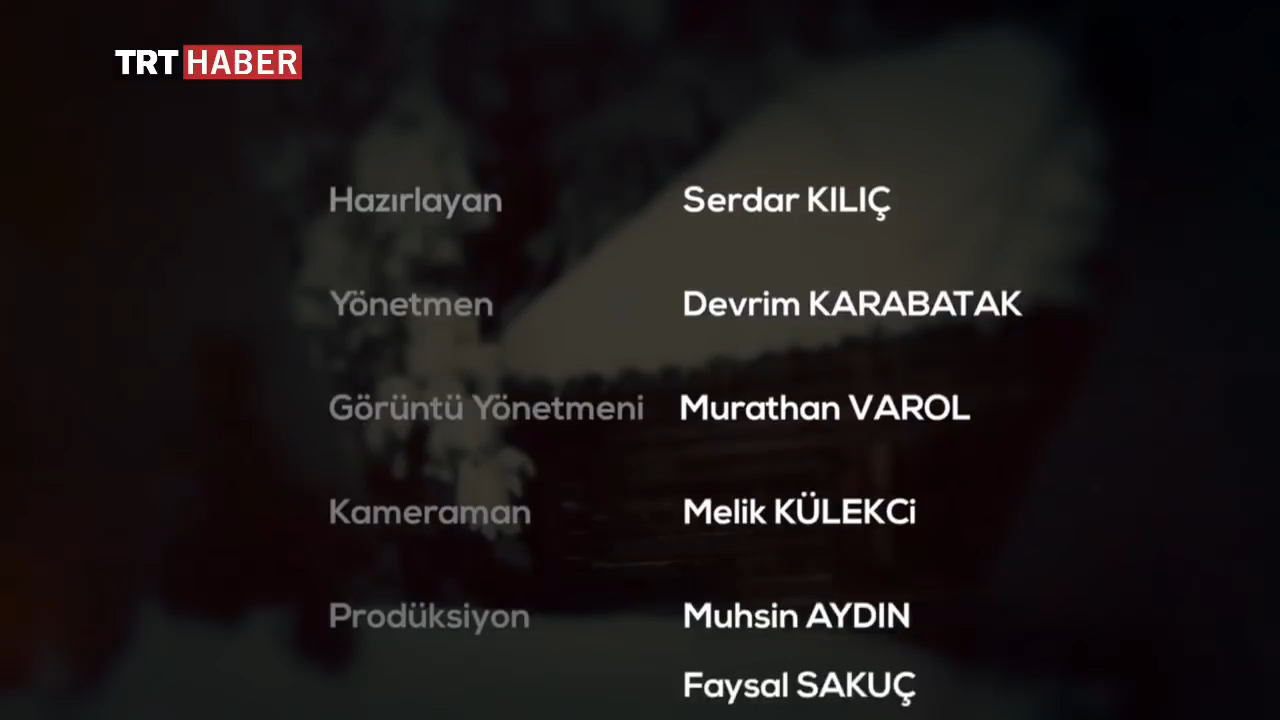 TRT HABER
Hazırlayan Serdar KILIÇ
Yönetmen Devrim KARABATAK
Görüntü Yönetmeni Murathan VAROL
Kameraman Melik KÜLEKCi
Prodüksiyon Muhsin AYDIN
Faysal SAKUÇ